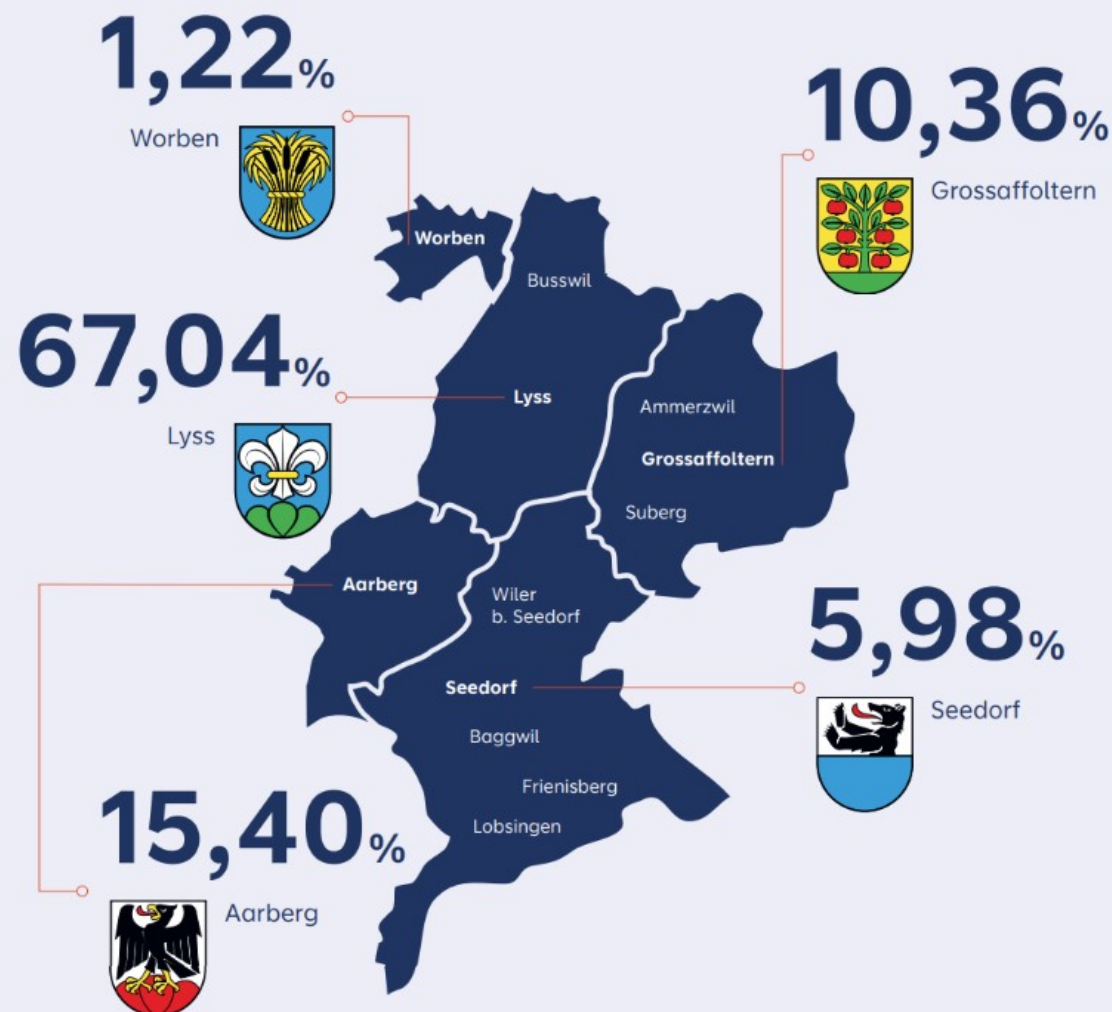 1,22%
Worben
10,36%
Grossaffoltern
Worben
Busswil
67,04%
Lyss
Lyss
Ammerzwil
Grossaffoltern
Suberg
Aarberg
Wiler
b. Seedorf
5,98%
Seedorf
Seedorf
Baggwil
Frienisberg
Lobsingen
15,40%
Aarberg